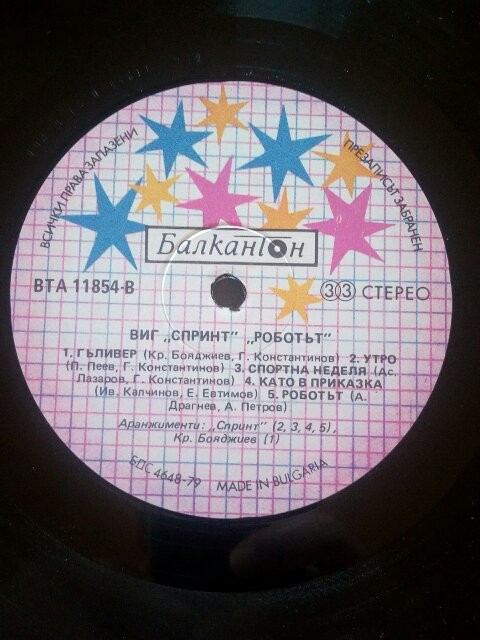 ВСИЧКИ ПРАВА ЗАПАЗЕНИ
ПРЕЗАПИСЪТ ЗАБРАНЕН
Балкантон
ВТА 11854-В
33 СТЕРЕО
ВИГ „СПРИНТ" „РОБОТЪТ"
1. ГЪЛИВЕР (Кр. Бояджиев, Г. Константинов) 2. УТРО
(П. Пеев, Г. Константинов) 3. СПОРТНА НЕДЕЛЯ (Ас.
Лазаров, Г. Константинов) 4. КАТО В ПРИКАЗКА
(Ив. Калчинов, Е. Евтимов) 5. РОБОТЪТ (А.
Драгнев, А. Петров)
Аранжименти: „Спринт" (2, 3, 4, 5),
Кр. Бояджиев (1)
БДС 4648-79 MADE IN BULGARIA